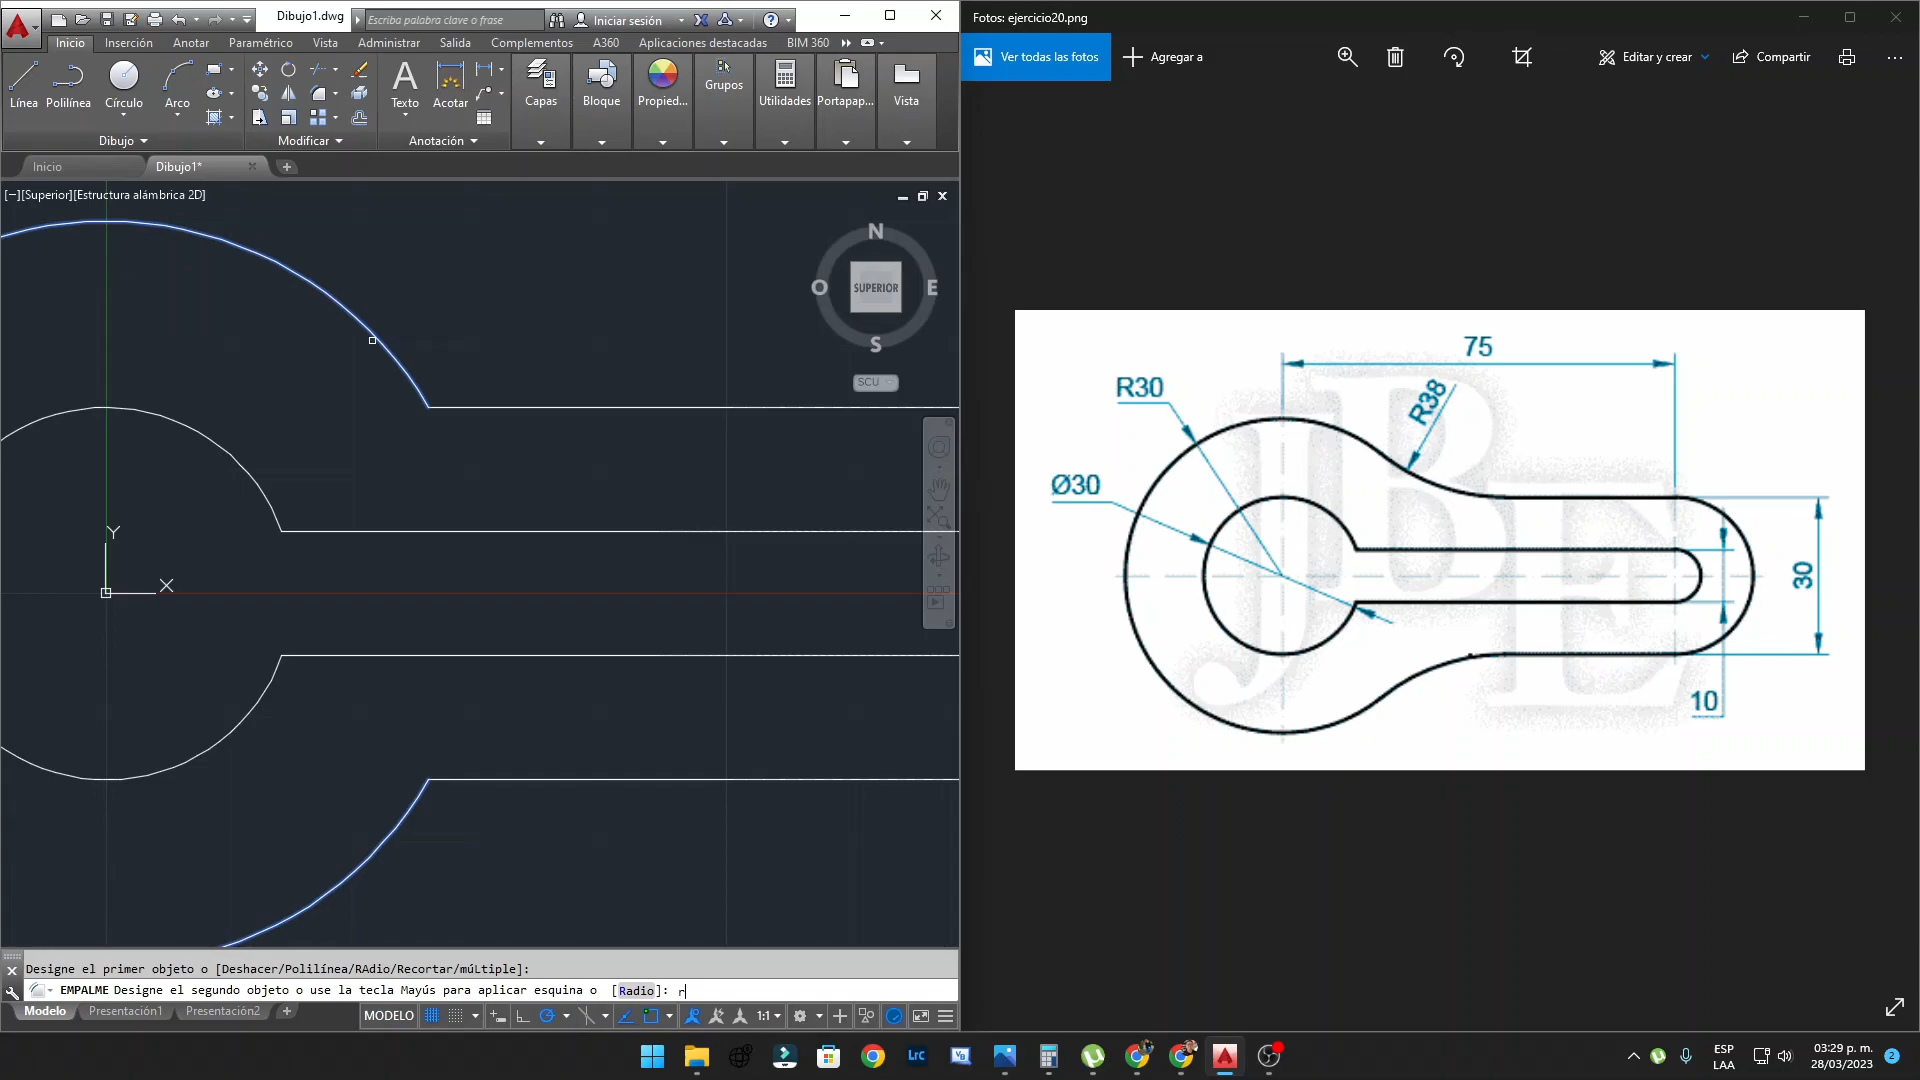 Dibujo1.dwg
Escriba palabra clave o frase
Iniciar sesión
Inicio
Inserción
Anotar
Paramétrico
Vista
Administrar
Salida
Complementos
A360
Aplicaciones destacadas
BIM 360
Línea
Polilínea
Círculo
Arco
Texto
Acotar
Capas
Bloque
Propied...
Grupos
Utilidades
Portapap...
Vista
Dibujo
Modificar
Anotación
Inicio
Dibujo1*
[−][Superior][Estructura alámbrica 2D]
N
O
SUPERIOR
E
S
SCU
Y
X
Designe el primer objeto o [Deshacer/Polilínea/RAdio/Recortar/múLtiple]:
EMPALME Designe el segundo objeto o use la tecla Mayús para aplicar esquina o [Radio]: r
Modelo
Presentación1
Presentación2
MODELO
1:1
Fotos: ejercicio20.png
Ver todas las fotos
Agregar a
Editar y crear
Compartir
75
R30
R38
Ø30
30
10
JBE
Lrc
VB
ESP
LAA
03:29 p. m.
28/03/2023
2